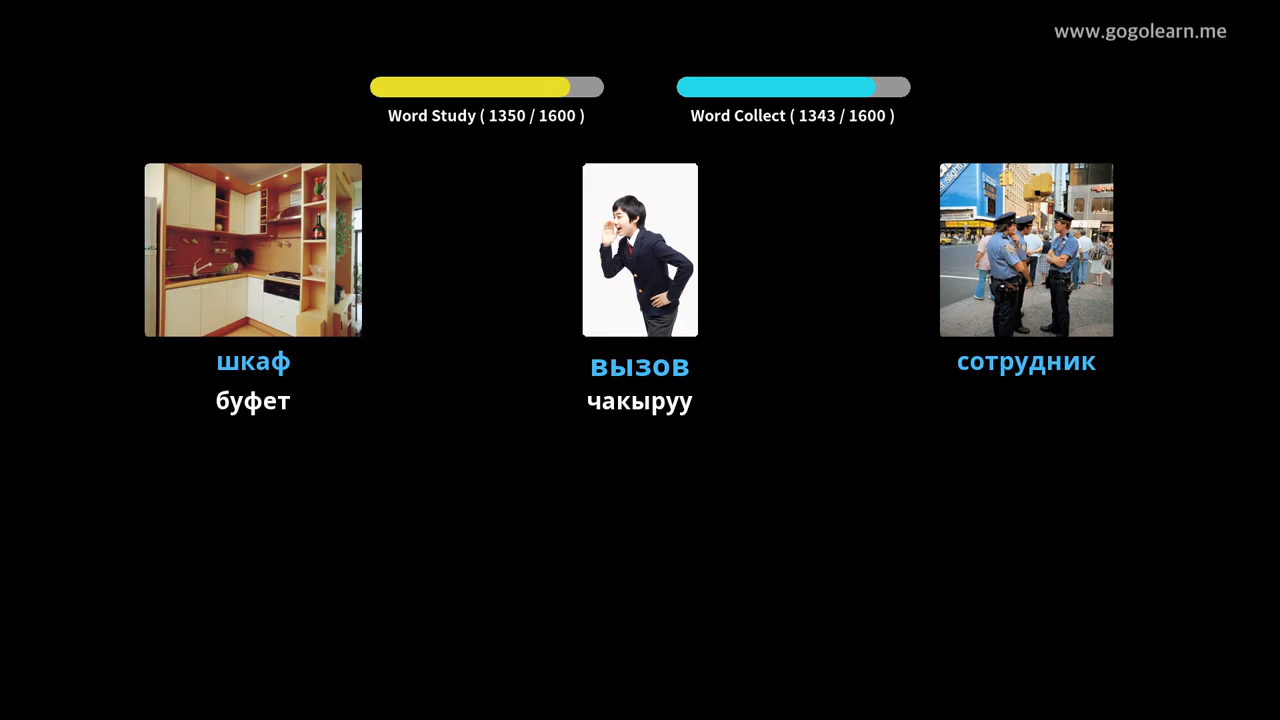 www.gogolearn.me
Word Study ( 1350 / 1600 )
Word Collect ( 1343 / 1600 )
шкаф
вызов
сотрудник
буфет
чакыруу